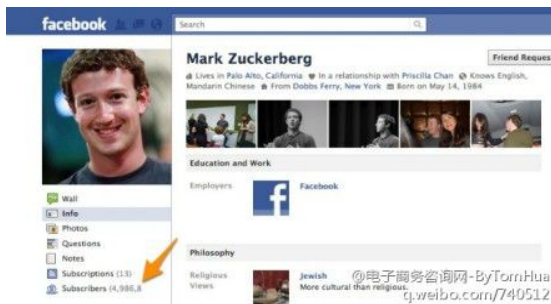 facebook
Search
Mark Zuckerberg
Friend Reques
Lives in Palo Alto, California In a relationship with Priscilla Chan Knows English,
Mandarin Chinese From Dobbs Ferry, New York Born on May 14, 1984
Education and Work
Employers
Facebook
Wall
Info
Photos
Questions
Notes
Subscriptions (13)
Subscribers (4,986,8
Philosophy
Religious
Views
Jewish
More cultural than religious.
@电子商务咨询网-ByTomHua
q.weibo.com/740512